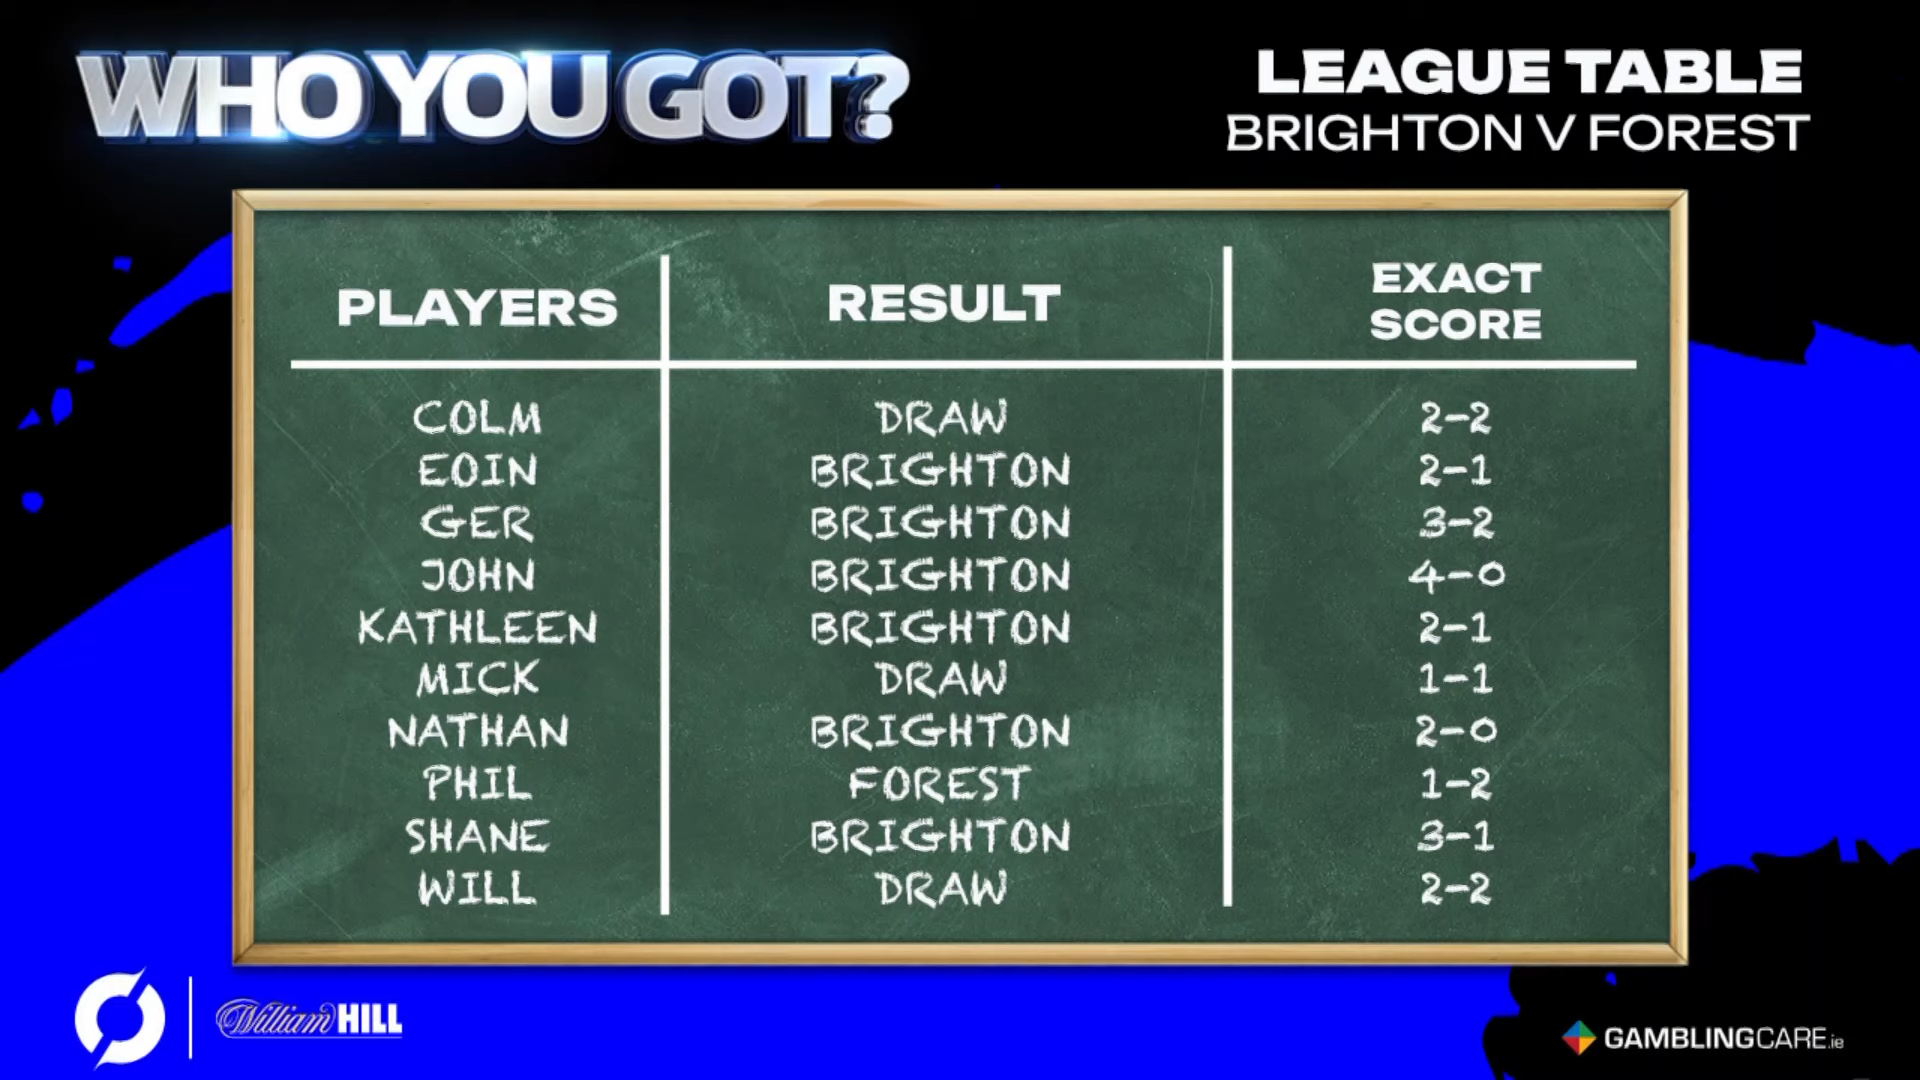 WHO YOU GOT?
LEAGUE TABLE
BRIGHTON V FOREST
PLAYERS RESULT EXACT SCORE
COLM DRAW 2-2
EOIN BRIGHTON 2-1
GER BRIGHTON 3-2
JOHN BRIGHTON 4-0
KATHLEEN BRIGHTON 2-1
MICK DRAW 1-1
NATHAN BRIGHTON 2-0
PHIL FOREST 1-2
SHANE BRIGHTON 3-1
WILL DRAW 2-2
William HILL
GAMBLINGCARE.ie